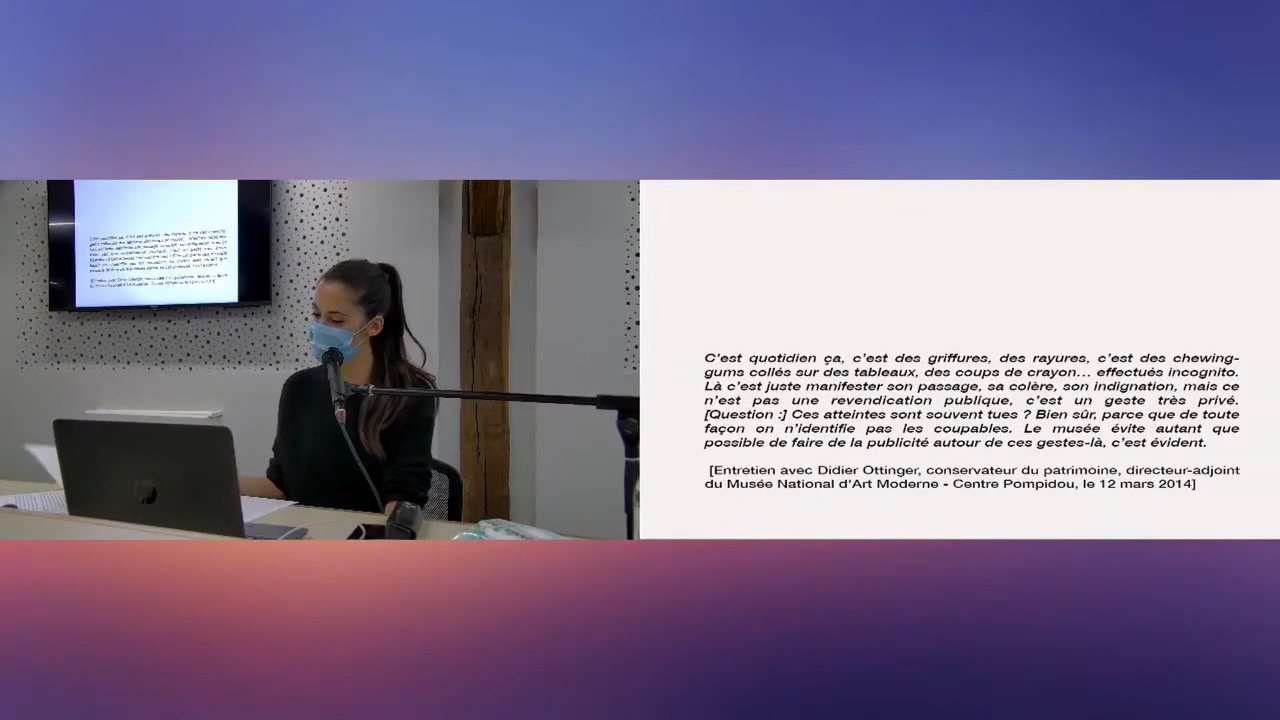 C'est quotidien ça, c'est des griffures, des rayures, c'est des chewing-
gums collés sur des tableaux, des coups de crayon… effectués incognito.
Là c'est juste manifester son passage, sa colère, son indignation, mais ce
n'est pas une revendication publique, c'est un geste très privé.
[Question :] Ces atteintes sont souvent tues ? Bien sûr, parce que de toute
façon on n'identifie pas les coupables. Le musée évite autant que
possible de faire de la publicité autour de ces gestes-là, c'est évident.
[Entretien avec Didier Ottinger, conservateur du patrimoine, directeur-adjoint
du Musée National d'Art Moderne - Centre Pompidou, le 12 mars 2014]